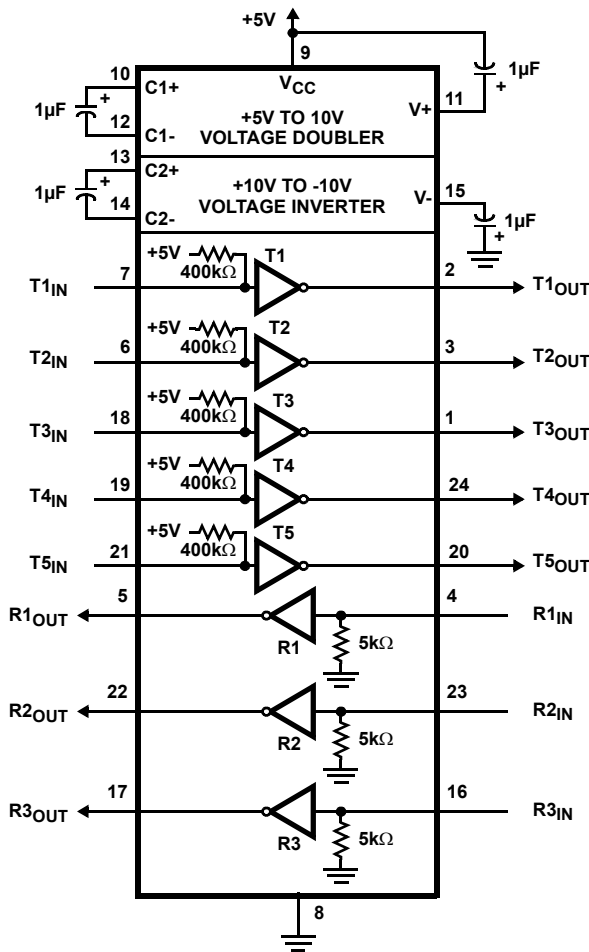 +5V
9
10 C1+ VCC 1µF
1µF + + 
+5V TO 10V V+ 11
12 C1- VOLTAGE DOUBLER
13 C2+
1µF + +10V TO -10V V- 15
14 C2- VOLTAGE INVERTER 1µF
+
+5V T1
T1IN 7 400kΩ 2 T1OUT
+5V T2
T2IN 6 400kΩ 3 T2OUT
+5V T3
T3IN 18 400kΩ 1 T3OUT
+5V T4
T4IN 19 400kΩ 24 T4OUT
+5V T5
T5IN 21 400kΩ 20 T5OUT
R1OUT 5 4 R1IN
R1 5kΩ
R2OUT 22 23 R2IN
R2 5kΩ
R3OUT 17 16 R3IN
R3 5kΩ
8